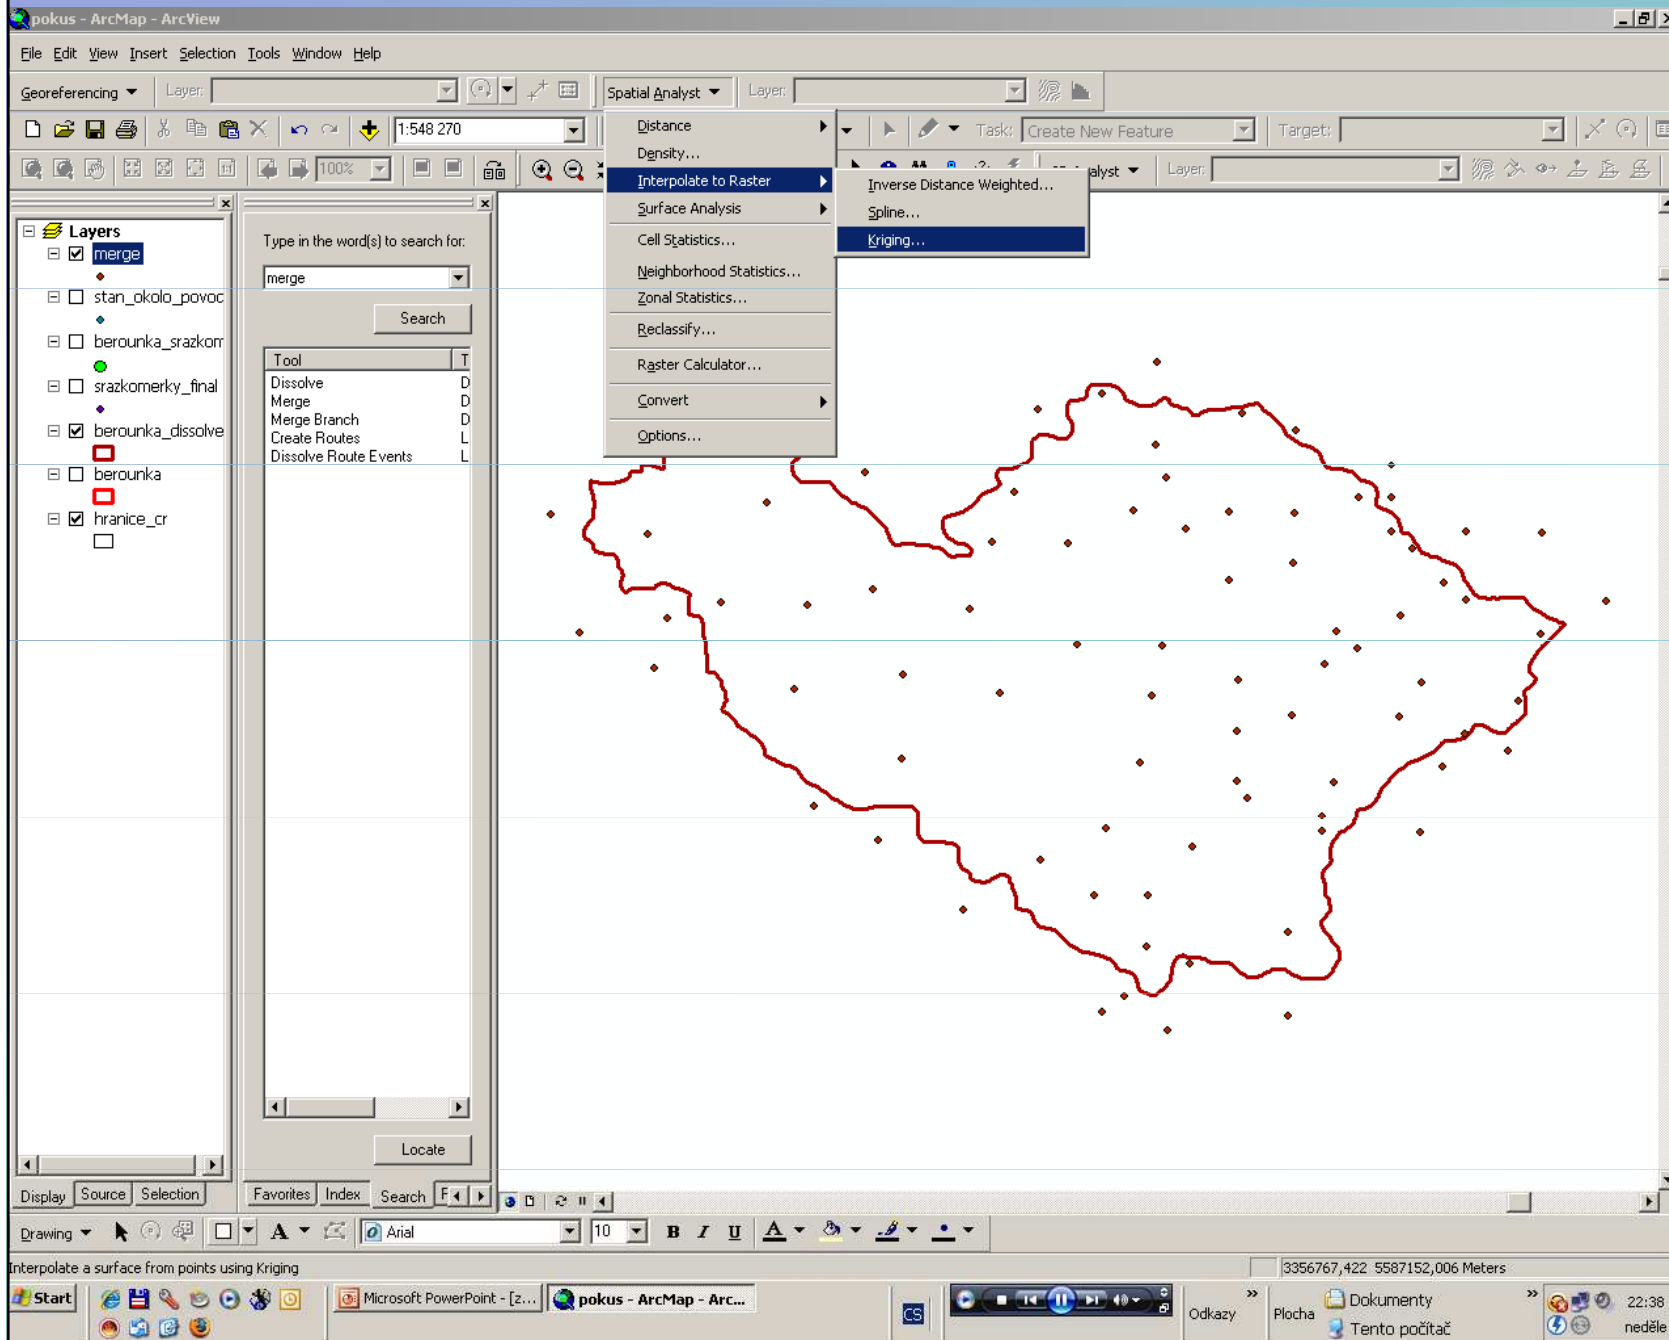 pokus - ArcMap - ArcView
File Edit View Insert Selection Tools Window Help
Georeferencing Layer: Spatial Analyst Layer:
1:548 270 Task: Create New Feature Target:
100% alyst Layer:
Distance
Density...
Interpolate to Raster
Surface Analysis
Cell Statistics...
Neighborhood Statistics...
Zonal Statistics...
Reclassify...
Raster Calculator...
Convert
Options...
Inverse Distance Weighted...
Spline...
Kriging...
Layers
merge
stan_okolo_povoc
berounka_srazkom
srazkomerky_final
berounka_dissolve
berounka
hranice_cr
Type in the word(s) to search for:
merge
Search
Tool T
Dissolve D
Merge D
Merge Branch D
Create Routes L
Dissolve Route Events L
Locate
Display Source Selection
Favorites Index Search F
Drawing A Arial 10 B I U A
Interpolate a surface from points using Kriging
3356767,422 5587152,006 Meters
Start
Microsoft PowerPoint - [z...
pokus - ArcMap - Arc...
CS
Odkazy
Plocha
Dokumenty
Tento počítač
22:38
neděle